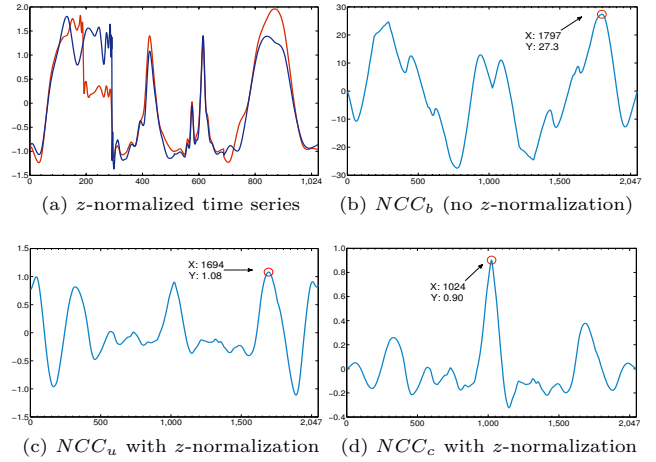 2.0
1.5
1.0
0.5
0.0
−0.5
−1.0
−1.5
0 200 400 600 800 1,024
(a) z-normalized time series
30
20
10
0
−10
−20
−30
0 500 1,000 1,500 2,047
X: 1797
Y: 27.3
(b) NCC_b (no z-normalization)
1.5
1.0
0.5
0.0
-0.5
-1.0
-1.5
0 500 1,000 1,500 2,047
X: 1694
Y: 1.08
(c) NCC_u with z-normalization
1.0
0.8
0.6
0.4
0.2
0.0
-0.2
-0.4
0 500 1,000 1,500 2,047
X: 1024
Y: 0.90
(d) NCC_c with z-normalization